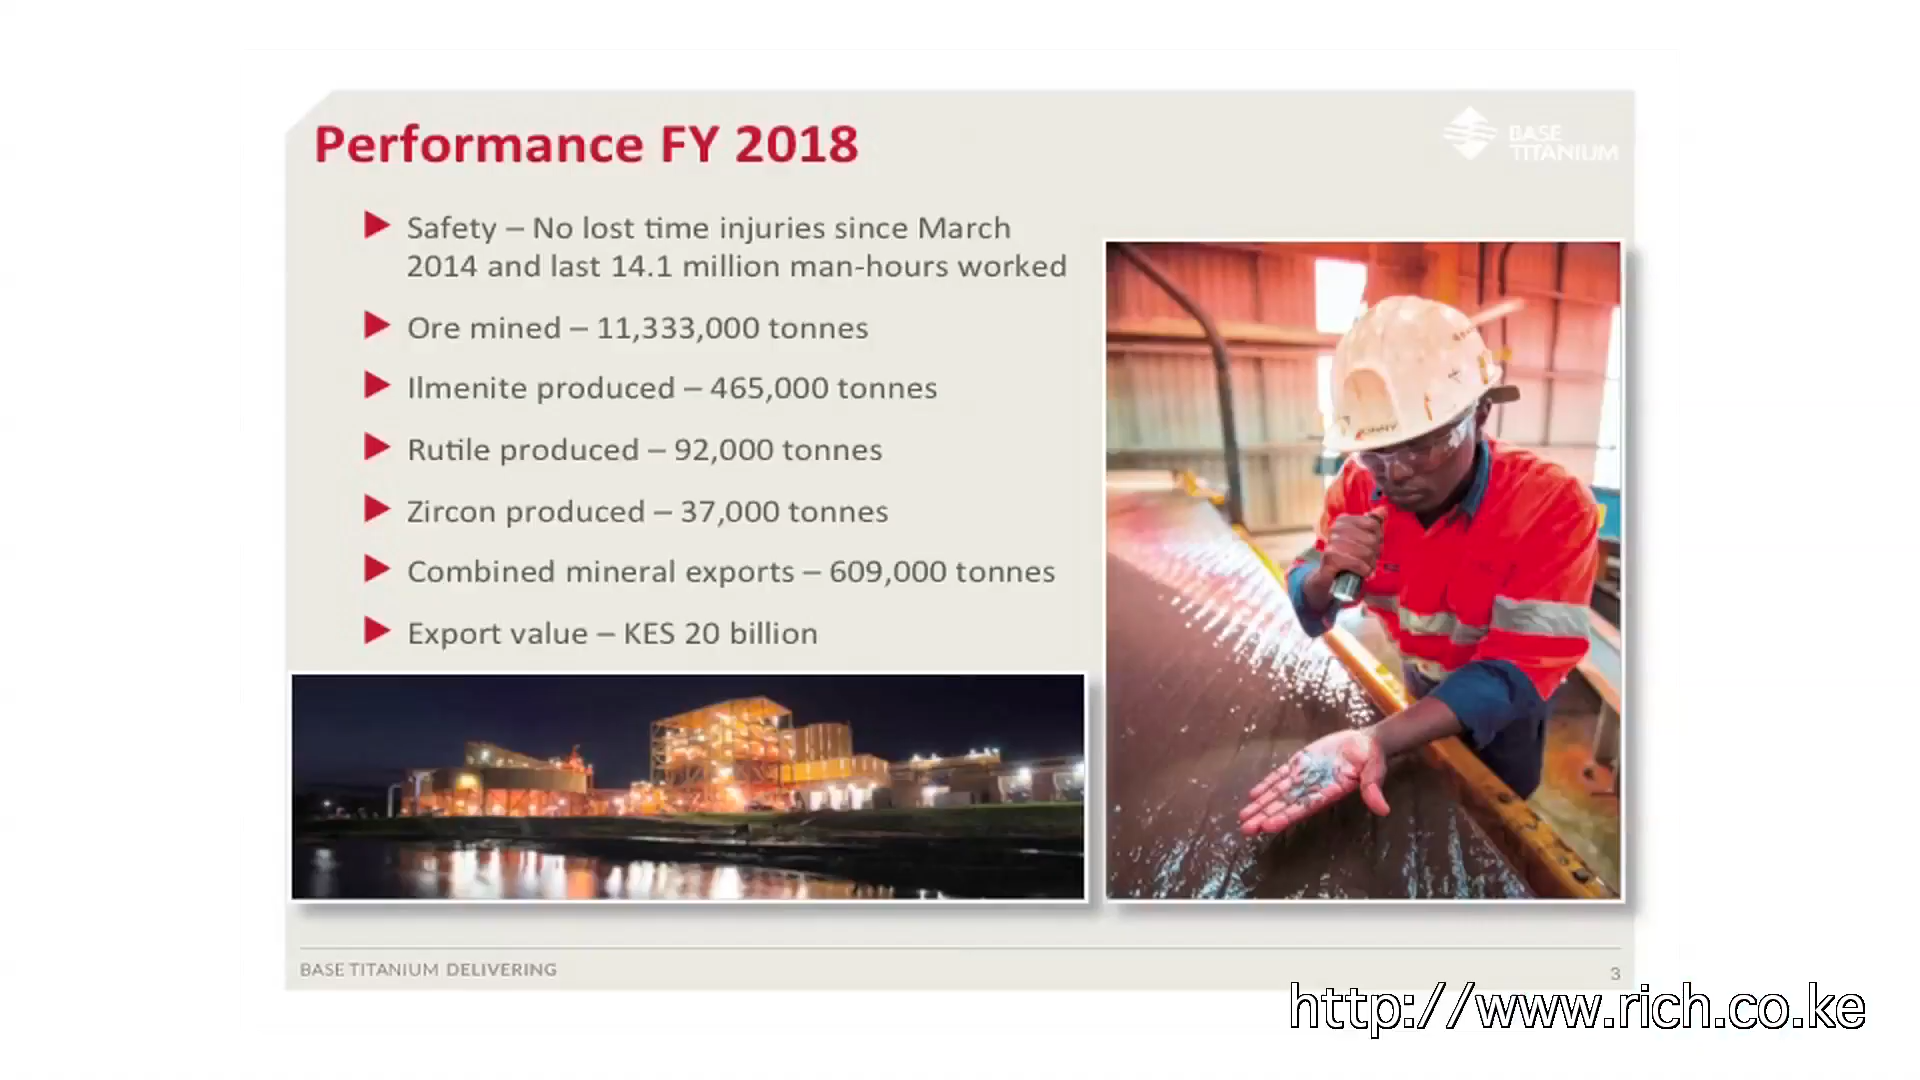 Performance FY 2018
BASE
TITANIUM
Safety – No lost time injuries since March
2014 and last 14.1 million man-hours worked
Ore mined – 11,333,000 tonnes
Ilmenite produced – 465,000 tonnes
Rutile produced – 92,000 tonnes
Zircon produced – 37,000 tonnes
Combined mineral exports – 609,000 tonnes
Export value – KES 20 billion
BASE TITANIUM DELIVERING
3
http://www.rich.co.ke